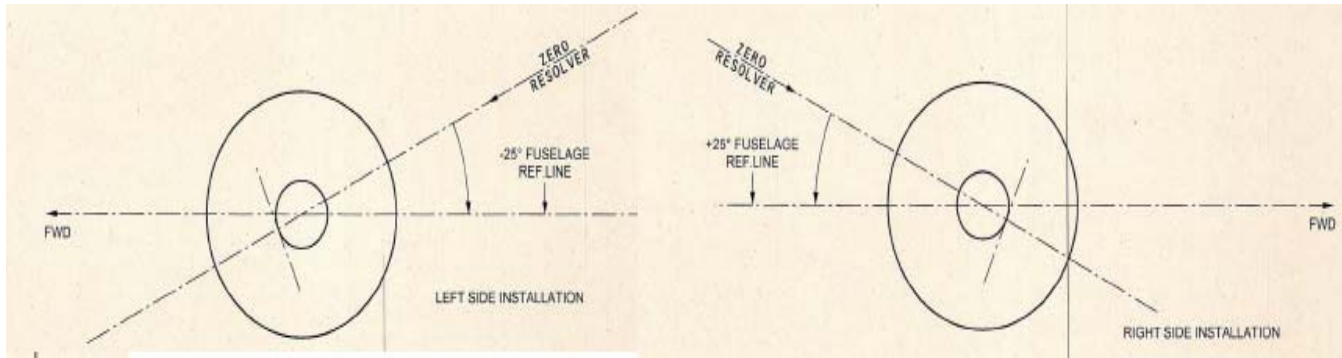 ZERO
RESOLVER
-25° FUSELAGE
REF.LINE
FWD
LEFT SIDE INSTALLATION
ZERO
RESOLVER
+25° FUSELAGE
REF.LINE
FWD
RIGHT SIDE INSTALLATION